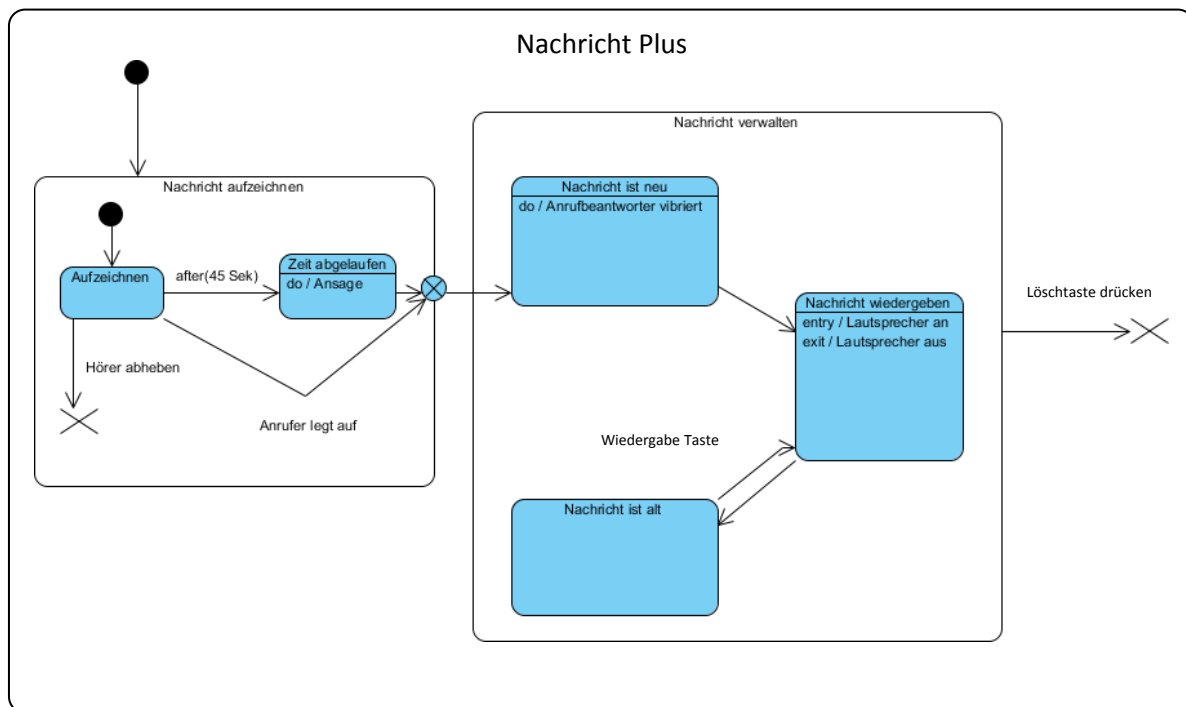 Nachricht Plus
Nachricht aufzeichnen
Aufzeichnen
after(45 Sek)
Zeit abgelaufen
do / Ansage
Hörer abheben
Anrufer legt auf
Nachricht verwalten
Nachricht ist neu
do / Anrufbeantworter vibriert
Nachricht wiedergeben
entry / Lautsprecher an
exit / Lautsprecher aus
Wiedergabe Taste
Nachricht ist alt
Löschtaste drücken